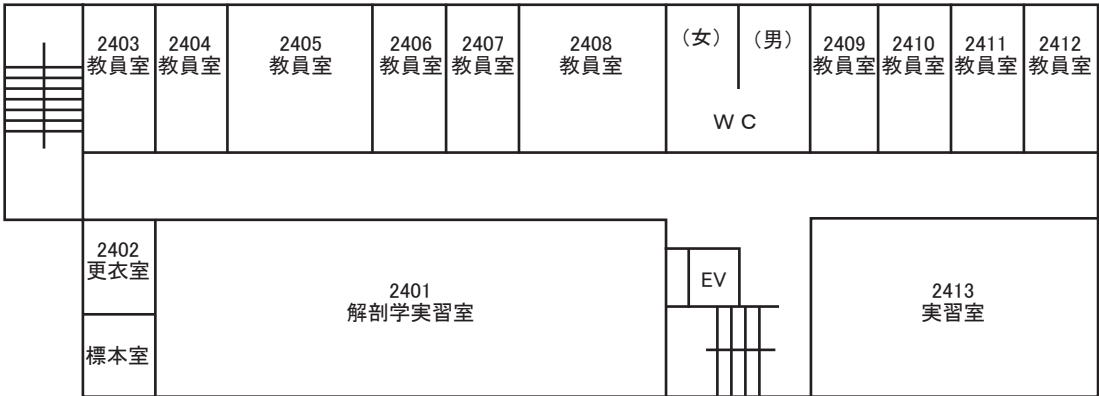 2403
教員室
2404
教員室
2405
教員室
2406
教員室
2407
教員室
2408
教員室
（女）
（男）
ＷＣ
2409
教員室
2410
教員室
2411
教員室
2412
教員室
2402
更衣室
標本室
2401
解剖学実習室
EV
2413
実習室